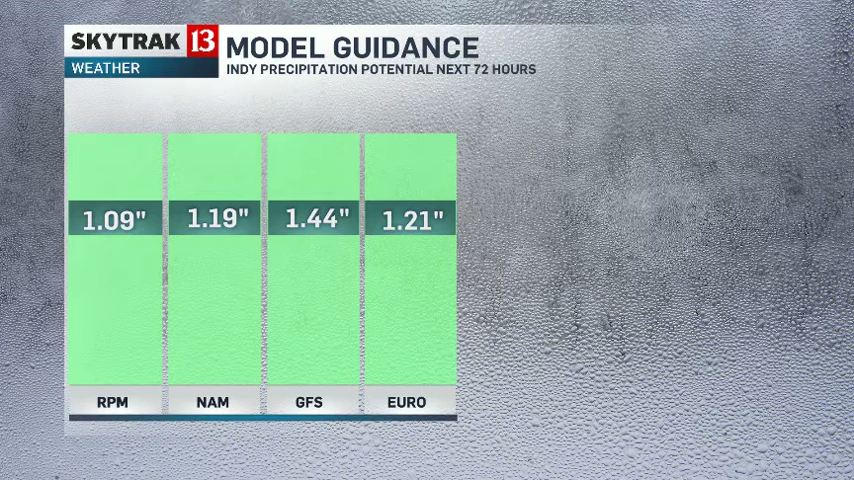 SKYTRAK 13
WEATHER
MODEL GUIDANCE
INDY PRECIPITATION POTENTIAL NEXT 72 HOURS
1.09" 1.19" 1.44" 1.21"
RPM NAM GFS EURO